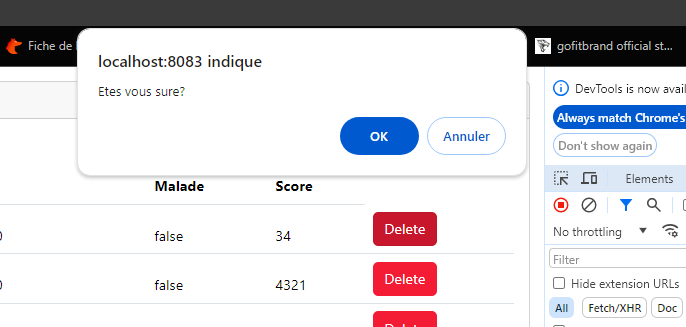 Fiche de
gofitbrand official st...
localhost:8083 indique
Etes vous sure?
OK
Annuler
DevTools is now avai
Always match Chrome's
Don't show again
Elements
No throttling
Filter
Hide extension URLs
All
Fetch/XHR
Doc
Malade
Score
0
false
34
Delete
0
false
4321
Delete
Delete